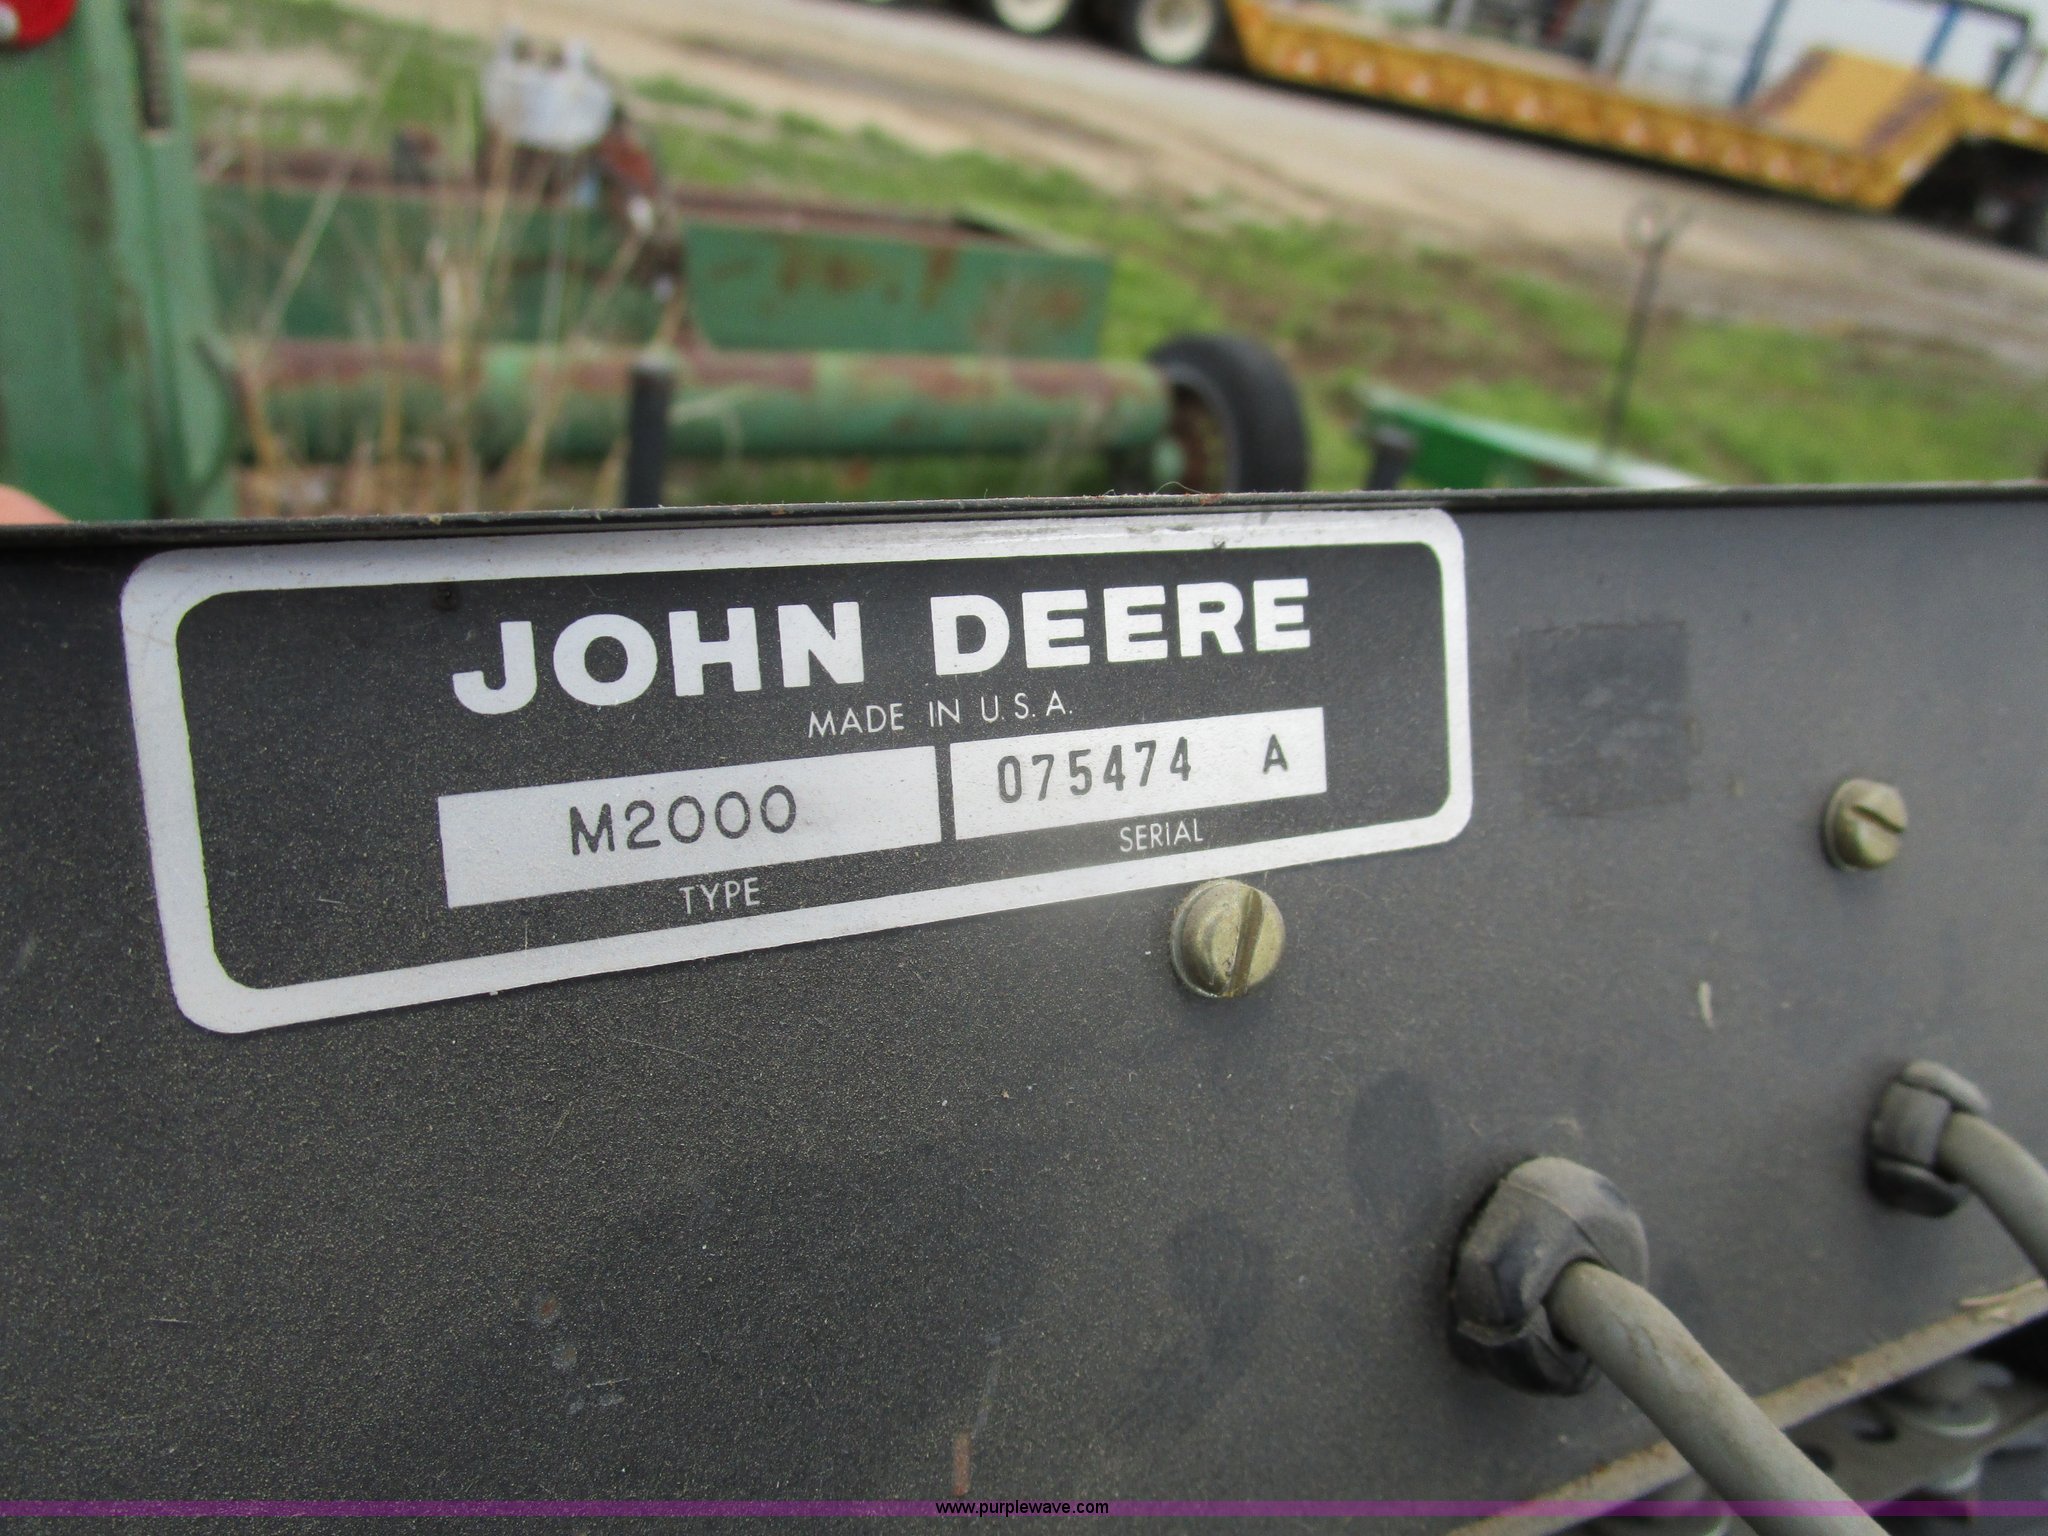 JOHN DEERE
MADE IN U.S.A.
M2000 075474 A
TYPE SERIAL
www.purplewave.com